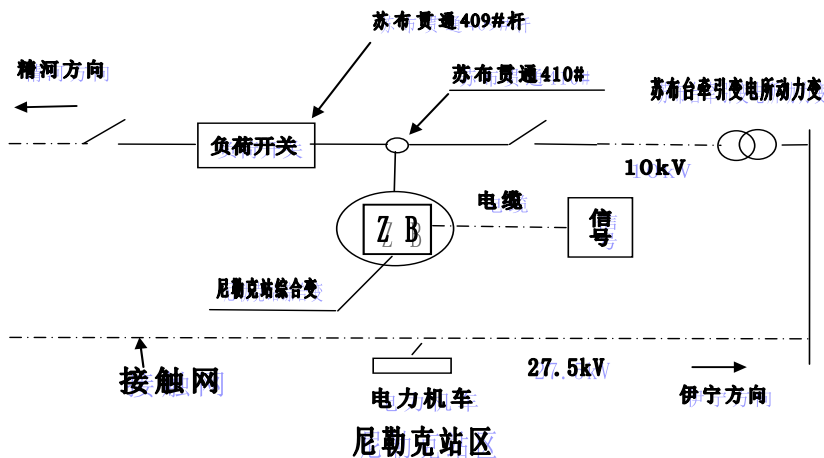 苏布贯通409#杆
精河方向
苏布贯通410#
苏布台牵引变电所动力变
负荷开关
10kV
电缆
信号
Z B
尼勒克站综合变
27.5kV
接触网
电力机车
伊宁方向
尼勒克站区